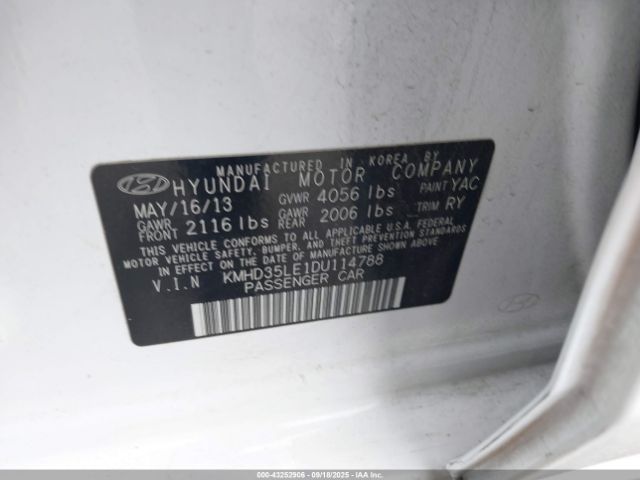 MANUFACTURED IN KOREA BY
HYUNDAI MOTOR COMPANY
MAY/16/13 GVWR 4056 lbs PAINT YAC
GAWR FRONT 2116 lbs GAWR REAR 2006 lbs TRIM RY
THIS VEHICLE CONFORMS TO ALL APPLICABLE U.S.A. FEDERAL
MOTOR VEHICLE SAFETY, BUMPER, AND THEFT PREVENTION STANDARDS
IN EFFECT ON THE DATE OF MANUFACTURE SHOWN ABOVE.
V.I.N KMHD35LE1DU114788
PASSENGER CAR
000-43252906 - 09/18/2025 - IAA Inc.